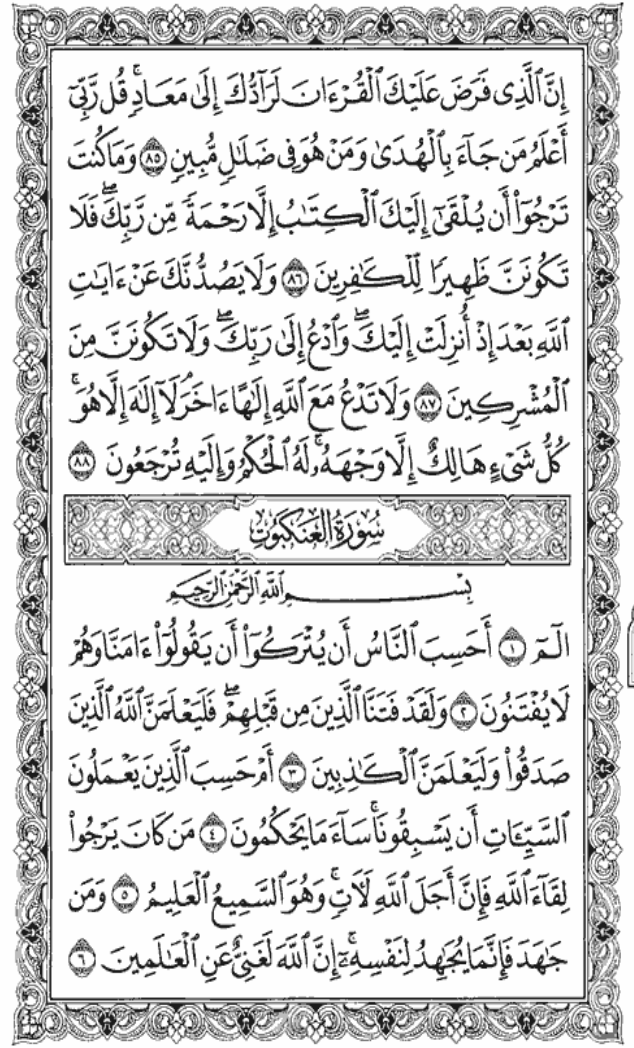 إِنَّ ٱلَّذِى فَرَضَ عَلَيْكَ ٱلْقُرْءَانَ لَرَآدُّكَ إِلَىٰ مَعَادٍۚ قُل رَّبِّىٓ
أَعْلَمُ مَن جَآءَ بِٱلْهُدَىٰ وَمَنْ هُوَ فِى ضَلَٰلٍ مُّبِينٍ ٨٥ وَمَا كُنتَ
تَرْجُوٓا۟ أَن يُلْقَىٰٓ إِلَيْكَ ٱلْكِتَٰبُ إِلَّا رَحْمَةً مِّن رَّبِّكَۖ فَلَا
تَكُونَنَّ ظَهِيرًا لِّلْكَٰفِرِينَ ٨٦ وَلَا يَصُدُّنَّكَ عَنْ ءَايَٰتِ
ٱللَّهِ بَعْدَ إِذْ أُنزِلَتْ إِلَيْكَۖ وَٱدْعُ إِلَىٰ رَبِّكَۖ وَلَا تَكُونَنَّ مِنَ
ٱلْمُشْرِكِينَ ٨٧ وَلَا تَدْعُ مَعَ ٱللَّهِ إِلَٰهًا ءَاخَرَۘ لَآ إِلَٰهَ إِلَّا هُوَۚ
كُلُّ شَىْءٍ هَالِكٌ إِلَّا وَجْهَهُۥۚ لَهُ ٱلْحُكْمُ وَإِلَيْهِ تُرْجَعُونَ ٨٨
سُورَةُ العَنكَبُوتِ
بِسْمِ ٱللَّهِ ٱلرَّحْمَٰنِ ٱلرَّحِيمِ
الٓمٓ ١ أَحَسِبَ ٱلنَّاسُ أَن يُتْرَكُوٓا۟ أَن يَقُولُوٓا۟ ءَامَنَّا وَهُمْ
لَا يُفْتَنُونَ ٢ وَلَقَدْ فَتَنَّا ٱلَّذِينَ مِن قَبْلِهِمْۖ فَلَيَعْلَمَنَّ ٱللَّهُ ٱلَّذِينَ
صَدَقُوا۟ وَلَيَعْلَمَنَّ ٱلْكَٰذِبِينَ ٣ أَمْ حَسِبَ ٱلَّذِينَ يَعْمَلُونَ
ٱلسَّيِّـَٔاتِ أَن يَسْبِقُونَاۚ سَآءَ مَا يَحْكُمُونَ ٤ مَن كَانَ يَرْجُوا۟
لِقَآءَ ٱللَّهِ فَإِنَّ أَجَلَ ٱللَّهِ لَـَٔاتٍۚ وَهُوَ ٱلسَّمِيعُ ٱلْعَلِيمُ ٥ وَمَن
جَٰهَدَ فَإِنَّمَا يُجَٰهِدُ لِنَفْسِهِۦٓۚ إِنَّ ٱللَّهَ لَغَنِىٌّ عَنِ ٱلْعَٰلَمِينَ ٦